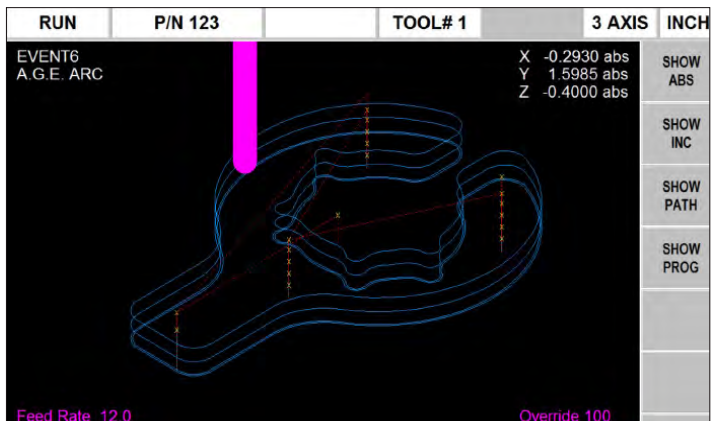 RUN P/N 123 TOOL# 1 3 AXIS INCH
EVENT6
A.G.E. ARC
X -0.2930 abs
Y 1.5985 abs
Z -0.4000 abs
SHOW
ABS
SHOW
INC
SHOW
PATH
SHOW
PROG
Feed Rate 12.0 Override 100